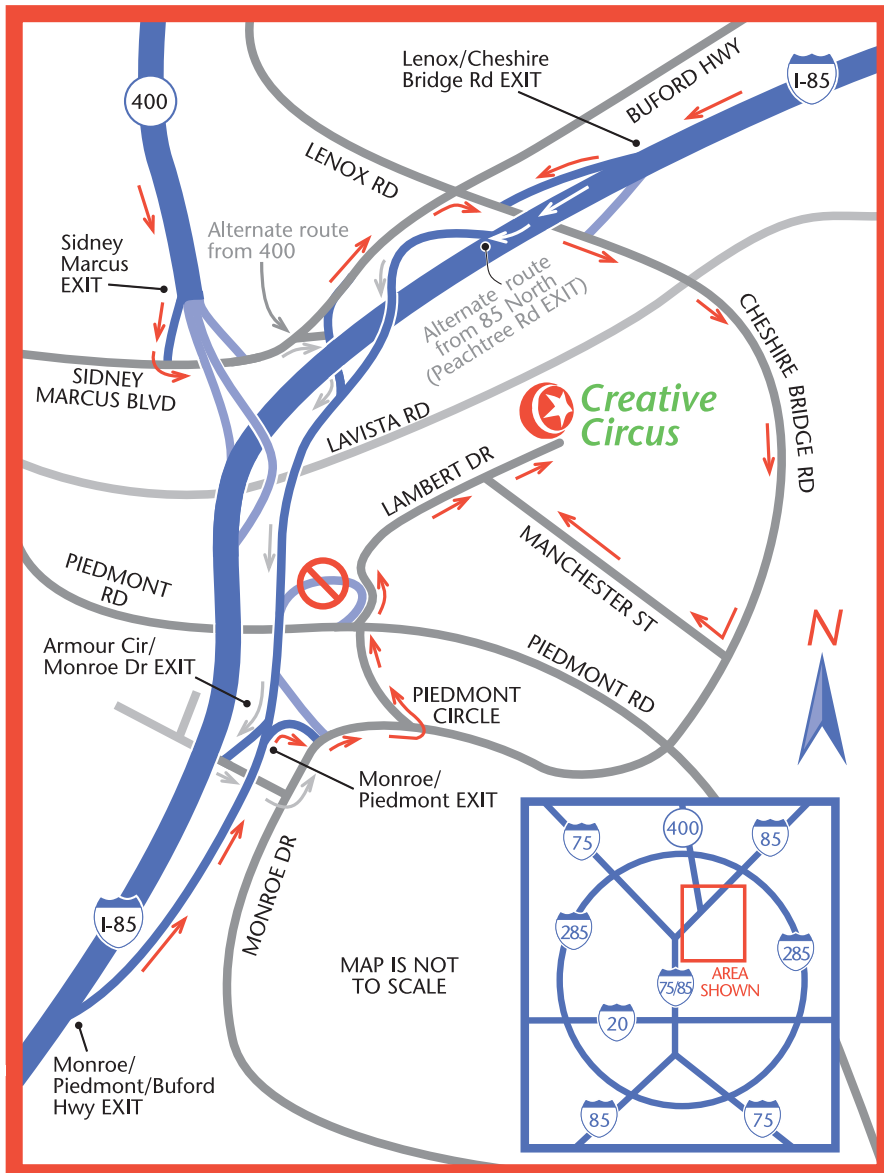 Lenox/Cheshire
Bridge Rd EXIT
I-85
400
BUFORD HWY
LENOX RD
Sidney
Marcus
EXIT
Alternate route
from 400
Alternate route
from 85 North
(Peachtree Rd EXIT)
CHESHIRE BRIDGE RD
SIDNEY
MARCUS BLVD
LAVISTA RD
Creative
Circus
LAMBERT DR
MANCHESTER ST
PIEDMONT
RD
N
Armour Cir/
Monroe Dr EXIT
PIEDMONT RD
PIEDMONT
CIRCLE
Monroe/
Piedmont EXIT
MONROE DR
I-85
MAP IS NOT
TO SCALE
Monroe/
Piedmont/Buford
Hwy EXIT
75
400
85
285
285
75/85
AREA
SHOWN
20
85
75